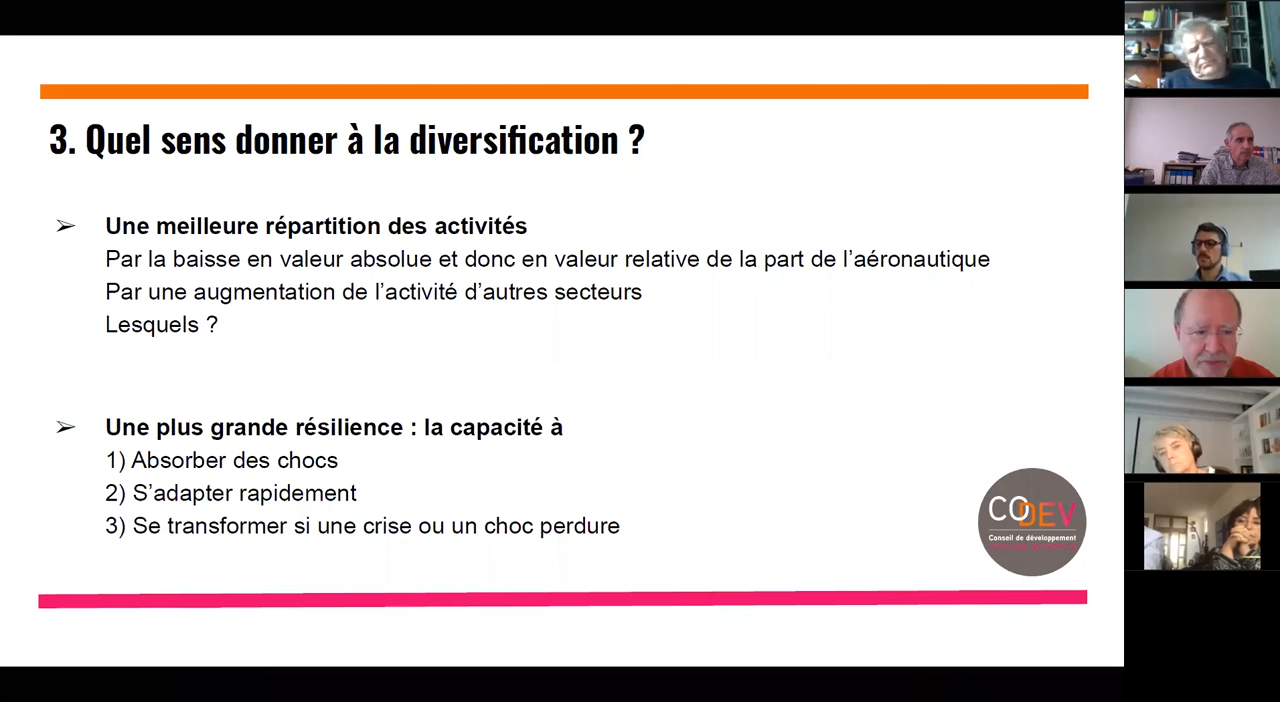 3. Quel sens donner à la diversification ?
➢ Une meilleure répartition des activités
Par la baisse en valeur absolue et donc en valeur relative de la part de l’aéronautique
Par une augmentation de l’activité d’autres secteurs
Lesquels ?
➢ Une plus grande résilience : la capacité à
1) Absorber des chocs
2) S’adapter rapidement
3) Se transformer si une crise ou un choc perdure
CODEV
Conseil de développement